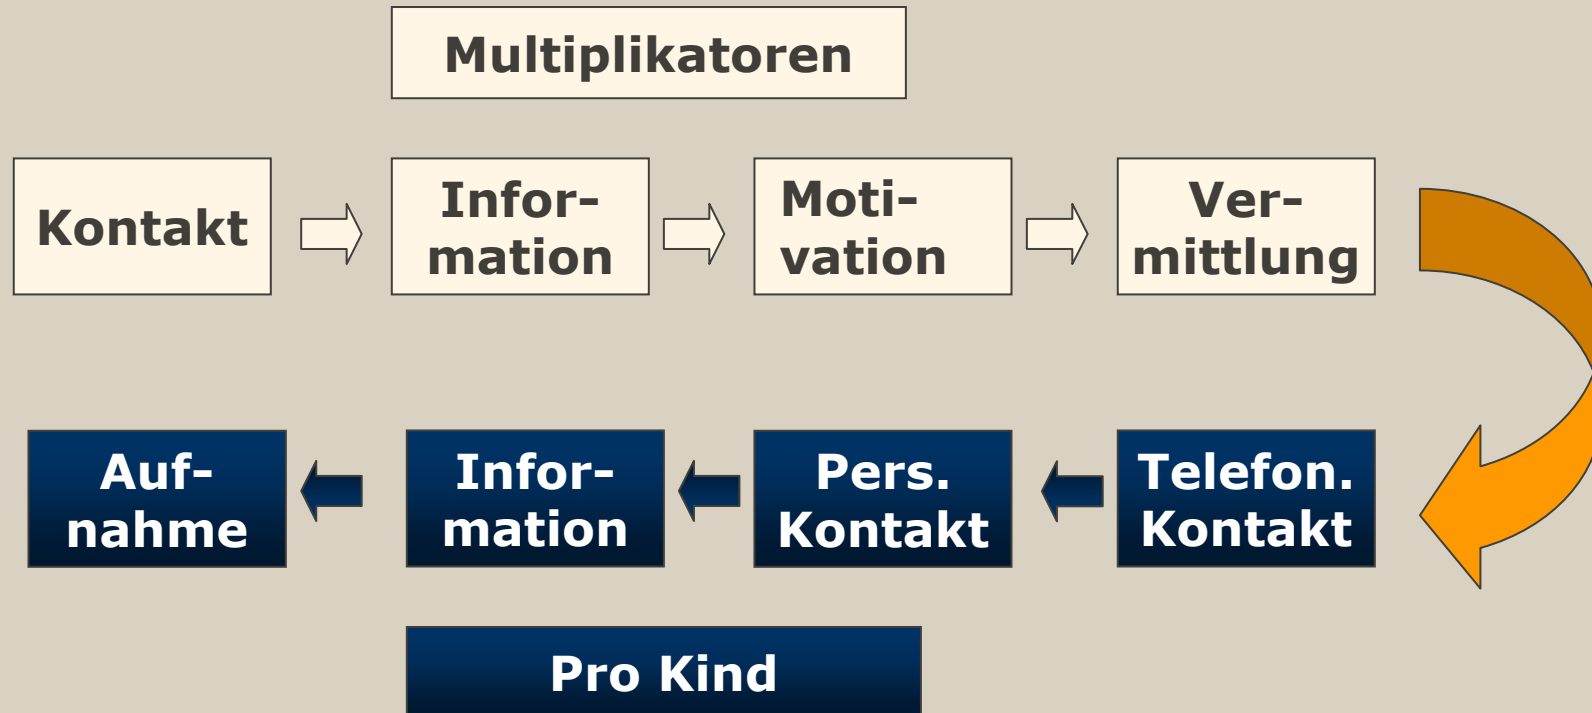 Multiplikatoren
Kontakt
Infor-
mation
Moti-
vation
Ver-
mittlung
Auf-
nahme
Infor-
mation
Pers.
Kontakt
Telefon.
Kontakt
Pro Kind